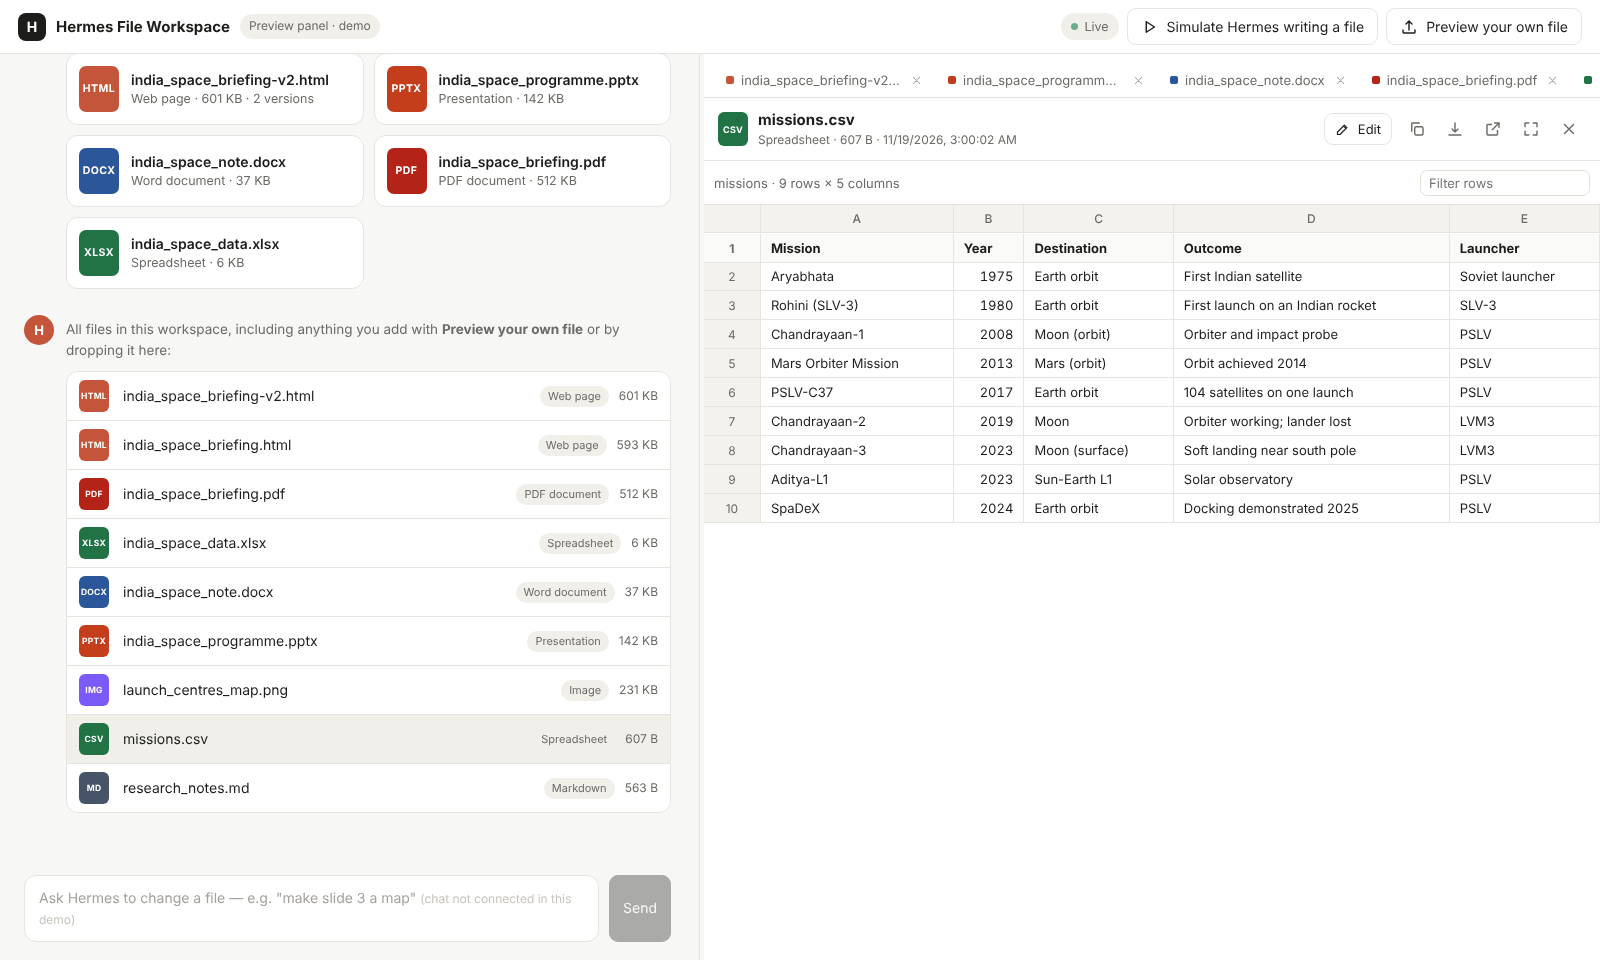 H Hermes File Workspace Preview panel · demo Live Simulate Hermes writing a file Preview your own file
HTML india_space_briefing-v2.html
Web page · 601 KB · 2 versions
PPTX india_space_programme.pptx
Presentation · 142 KB
DOCX india_space_note.docx
Word document · 37 KB
PDF india_space_briefing.pdf
PDF document · 512 KB
XLSX india_space_data.xlsx
Spreadsheet · 6 KB
H All files in this workspace, including anything you add with Preview your own file or by
dropping it here:
HTML india_space_briefing-v2.html Web page 601 KB
HTML india_space_briefing.html Web page 593 KB
PDF india_space_briefing.pdf PDF document 512 KB
XLSX india_space_data.xlsx Spreadsheet 6 KB
DOCX india_space_note.docx Word document 37 KB
PPTX india_space_programme.pptx Presentation 142 KB
IMG launch_centres_map.png Image 231 KB
CSV missions.csv Spreadsheet 607 B
MD research_notes.md Markdown 563 B
Ask Hermes to change a file — e.g. "make slide 3 a map" (chat not connected in this
demo)
Send
india_space_briefing-v2... india_space_programm... india_space_note.docx india_space_briefing.pdf
CSV missions.csv
Spreadsheet · 607 B · 11/19/2026, 3:00:02 AM
Edit
missions · 9 rows × 5 columns Filter rows
A B C D E
1 Mission Year Destination Outcome Launcher
2 Aryabhata 1975 Earth orbit First Indian satellite Soviet launcher
3 Rohini (SLV-3) 1980 Earth orbit First launch on an Indian rocket SLV-3
4 Chandrayaan-1 2008 Moon (orbit) Orbiter and impact probe PSLV
5 Mars Orbiter Mission 2013 Mars (orbit) Orbit achieved 2014 PSLV
6 PSLV-C37 2017 Earth orbit 104 satellites on one launch PSLV
7 Chandrayaan-2 2019 Moon Orbiter working; lander lost LVM3
8 Chandrayaan-3 2023 Moon (surface) Soft landing near south pole LVM3
9 Aditya-L1 2023 Sun-Earth L1 Solar observatory PSLV
10 SpaDeX 2024 Earth orbit Docking demonstrated 2025 PSLV